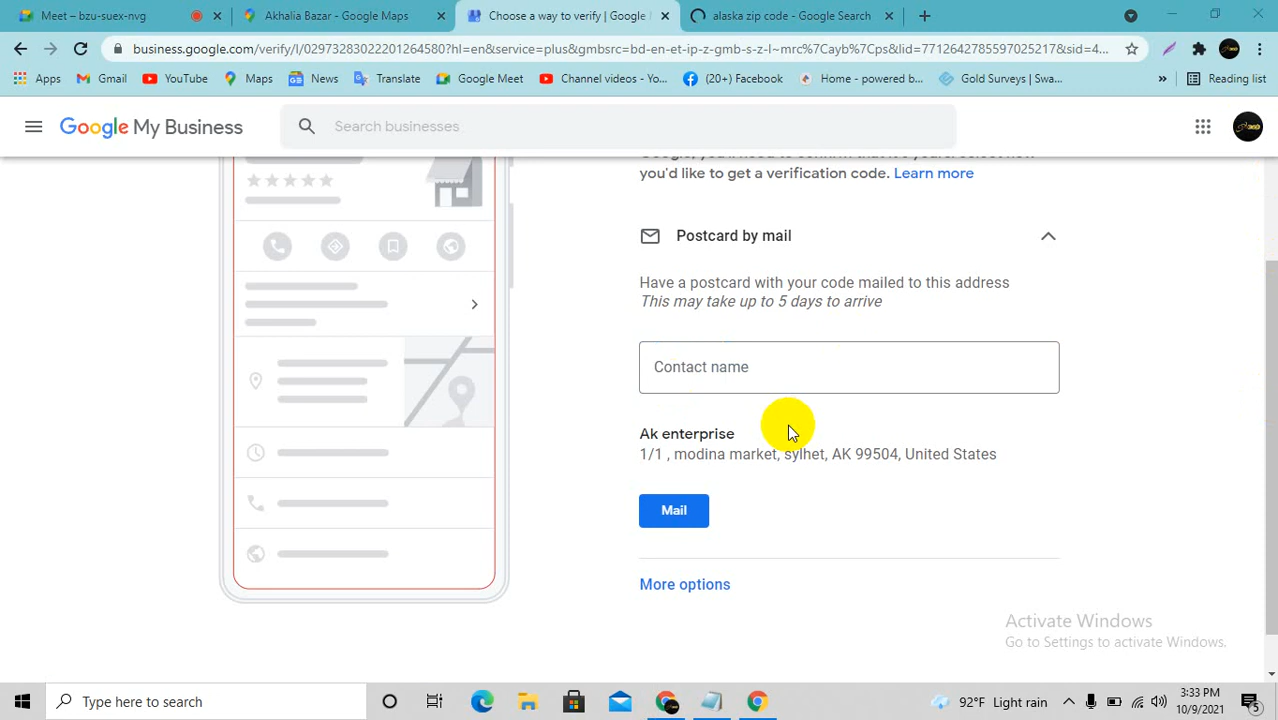 Meet – bzu-suex-nvg
Akhalia Bazar - Google Maps
Choose a way to verify | Google
alaska zip code - Google Search
business.google.com/verify/l/02973283022201264580?hl=en&service=plus&gmbsrc=bd-en-et-ip-z-gmb-s-z-l~mrc%7Cayb%7Cps&lid=7712642785597025217&sid=4...
Apps
Gmail
YouTube
Maps
News
Translate
Google Meet
Channel videos - Yo...
(20+) Facebook
Home - powered b...
Gold Surveys | Swa...
»
Reading list
Google My Business
Search businesses
you'd like to get a verification code. Learn more
Postcard by mail
Have a postcard with your code mailed to this address
This may take up to 5 days to arrive
Contact name
Ak enterprise
1/1 , modina market, sylhet, AK 99504, United States
Mail
More options
Activate Windows
Go to Settings to activate Windows.
Type here to search
92°F Light rain
3:33 PM
10/9/2021
5